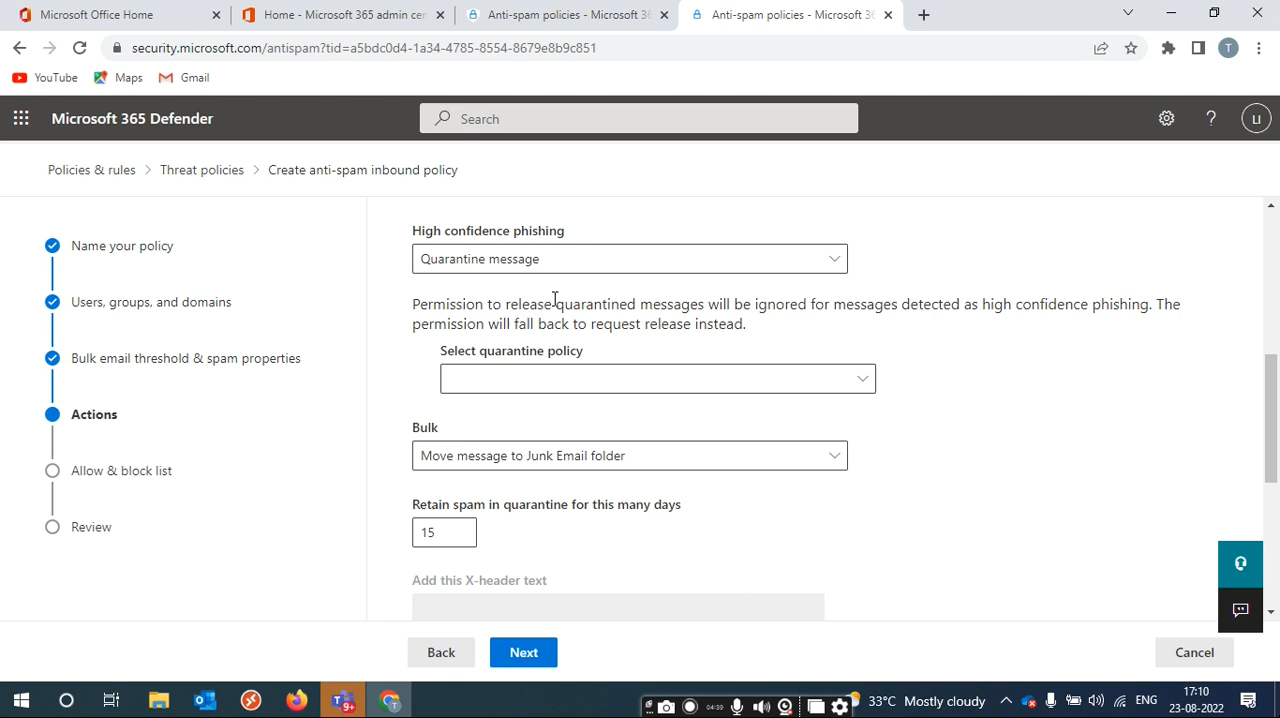 Microsoft Office Home
Home - Microsoft 365 admin cen
Anti-spam policies - Microsoft 36
Anti-spam policies - Microsoft 36
security.microsoft.com/antispam?tid=a5bdc0d4-1a34-4785-8554-8679e8b9c851
T
YouTube
Maps
Gmail
Microsoft 365 Defender
Search
?
LI
Policies & rules > Threat policies > Create anti-spam inbound policy
Name your policy
Users, groups, and domains
Bulk email threshold & spam properties
Actions
Allow & block list
Review
High confidence phishing
Quarantine message
Permission to release quarantined messages will be ignored for messages detected as high confidence phishing. The
permission will fall back to request release instead.
Select quarantine policy
Bulk
Move message to Junk Email folder
Retain spam in quarantine for this many days
15
Add this X-header text
Back
Next
Cancel
9+
T
04:39
33°C Mostly cloudy
ENG
17:10
23-08-2022